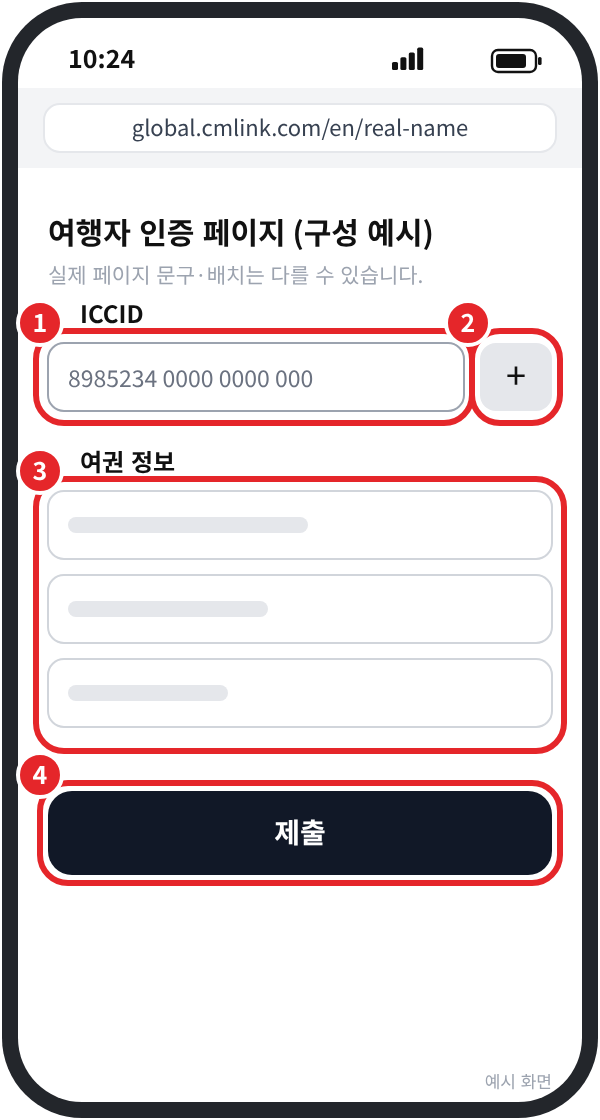 10:24
global.cmlink.com/en/real-name
여행자 인증 페이지 (구성 예시)
실제 페이지 문구·배치는 다를 수 있습니다.
1 ICCID 2
8985234 0000 0000 000 +
3 여권 정보
4
제출
예시 화면